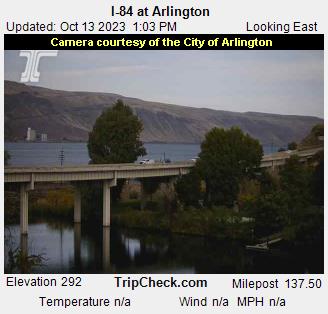 I-84 at Arlington
Updated: Oct 13 2023 1:03 PM Looking East
Camera courtesy of the City of Arlington
Elevation 292 TripCheck.com Milepost 137.50
Temperature n/a Wind n/a MPH n/a